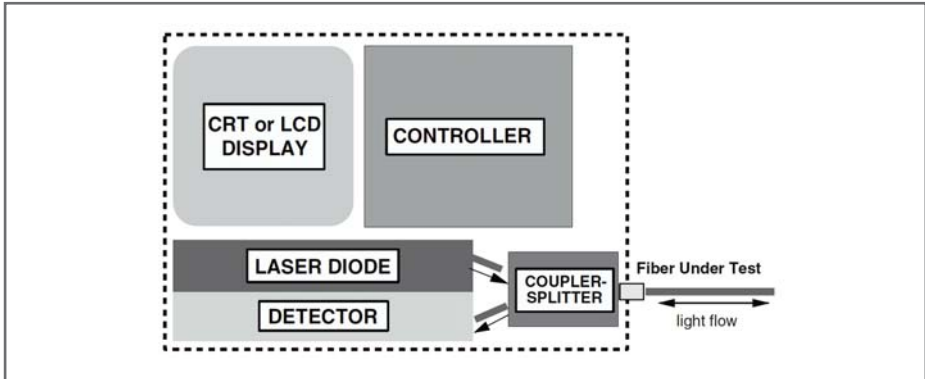 CRT or LCD
DISPLAY
CONTROLLER
LASER DIODE
DETECTOR
COUPLER-
SPLITTER
Fiber Under Test
light flow